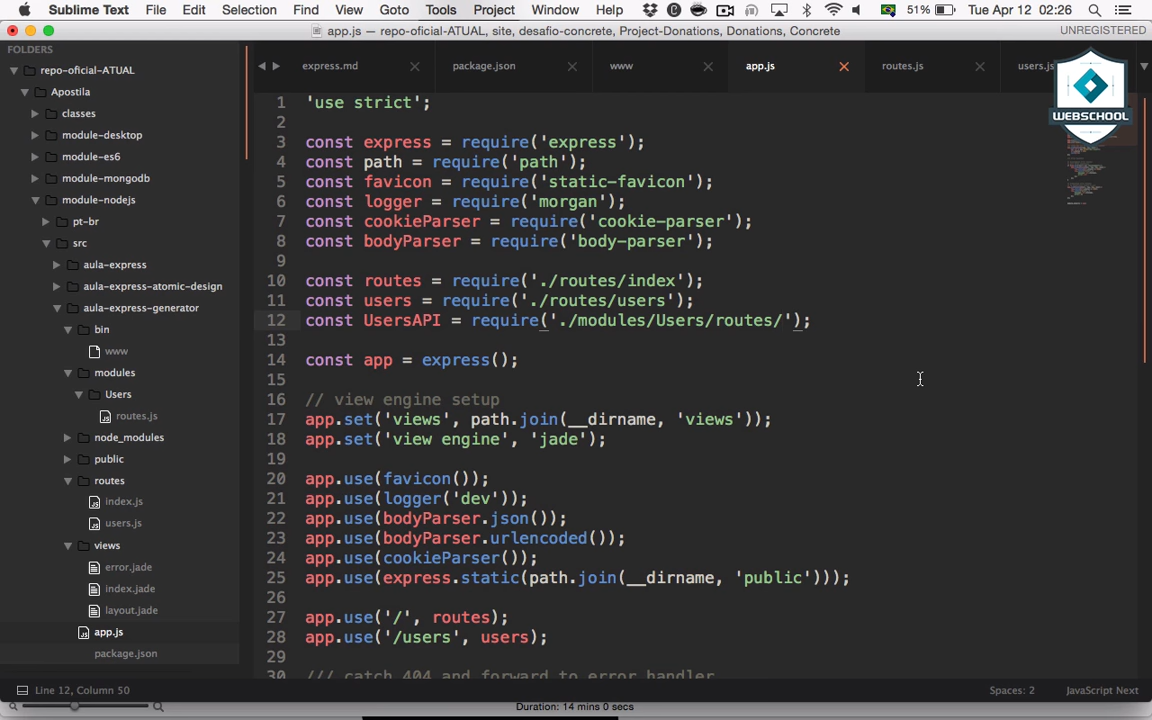 Sublime Text File Edit Selection Find View Goto Tools Project Window Help 51% Tue Apr 12 02:26
app.js — repo-oficial-ATUAL, site, desafio-concrete, Project-Donations, Donations, Concrete UNREGISTERED
FOLDERS
repo-oficial-ATUAL
Apostila
classes
module-desktop
module-es6
module-mongodb
module-nodejs
pt-br
src
aula-express
aula-express-atomic-design
aula-express-generator
bin
www
modules
Users
routes.js
node_modules
public
routes
index.js
users.js
views
error.jade
index.jade
layout.jade
app.js
package.json
express.md package.json www app.js routes.js users.js
WEBSCHOOL
1 'use strict';
2
3 const express = require('express');
4 const path = require('path');
5 const favicon = require('static-favicon');
6 const logger = require('morgan');
7 const cookieParser = require('cookie-parser');
8 const bodyParser = require('body-parser');
9
10 const routes = require('./routes/index');
11 const users = require('./routes/users');
12 const UsersAPI = require('./modules/Users/routes/');
13
14 const app = express();
15
16 // view engine setup
17 app.set('views', path.join(__dirname, 'views'));
18 app.set('view engine', 'jade');
19
20 app.use(favicon());
21 app.use(logger('dev'));
22 app.use(bodyParser.json());
23 app.use(bodyParser.urlencoded());
24 app.use(cookieParser());
25 app.use(express.static(path.join(__dirname, 'public')));
26
27 app.use('/', routes);
28 app.use('/users', users);
29
30 /// catch 404 and forward to error handler
Line 12, Column 50 Spaces: 2 JavaScript Next
Duration: 14 mins 0 secs